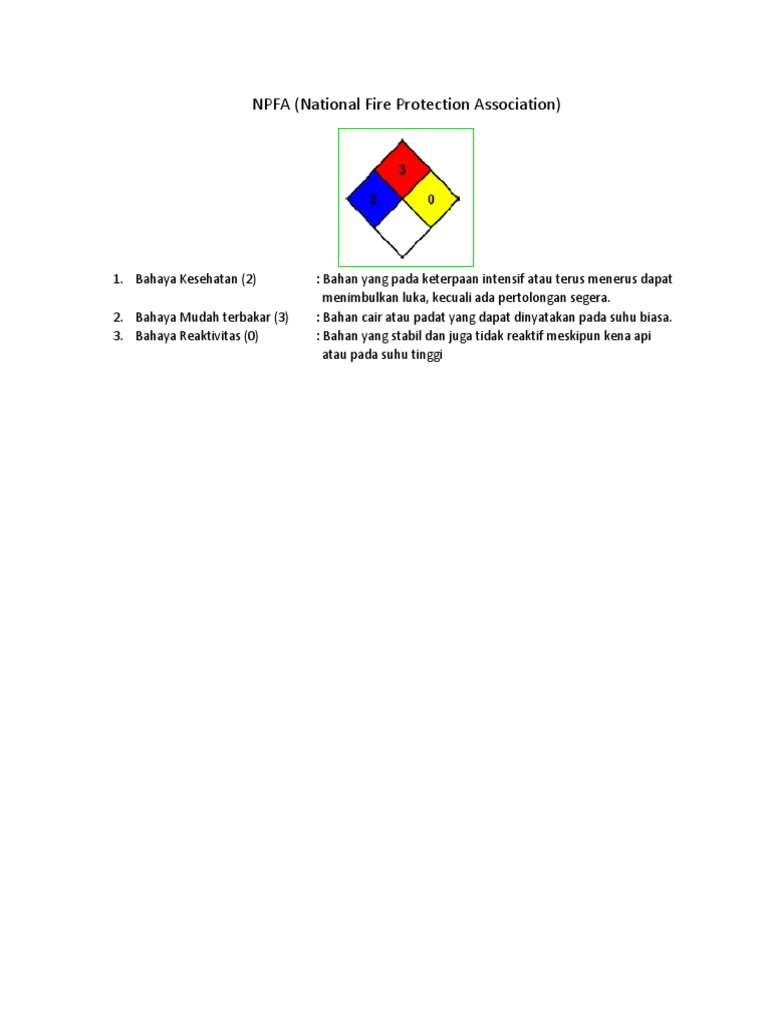 NPFA (National Fire Protection Association)
3
2 0
1. Bahaya Kesehatan (2) : Bahan yang pada keterpaan intensif atau terus menerus dapat
menimbulkan luka, kecuali ada pertolongan segera.
2. Bahaya Mudah terbakar (3) : Bahan cair atau padat yang dapat dinyatakan pada suhu biasa.
3. Bahaya Reaktivitas (0) : Bahan yang stabil dan juga tidak reaktif meskipun kena api
atau pada suhu tinggi